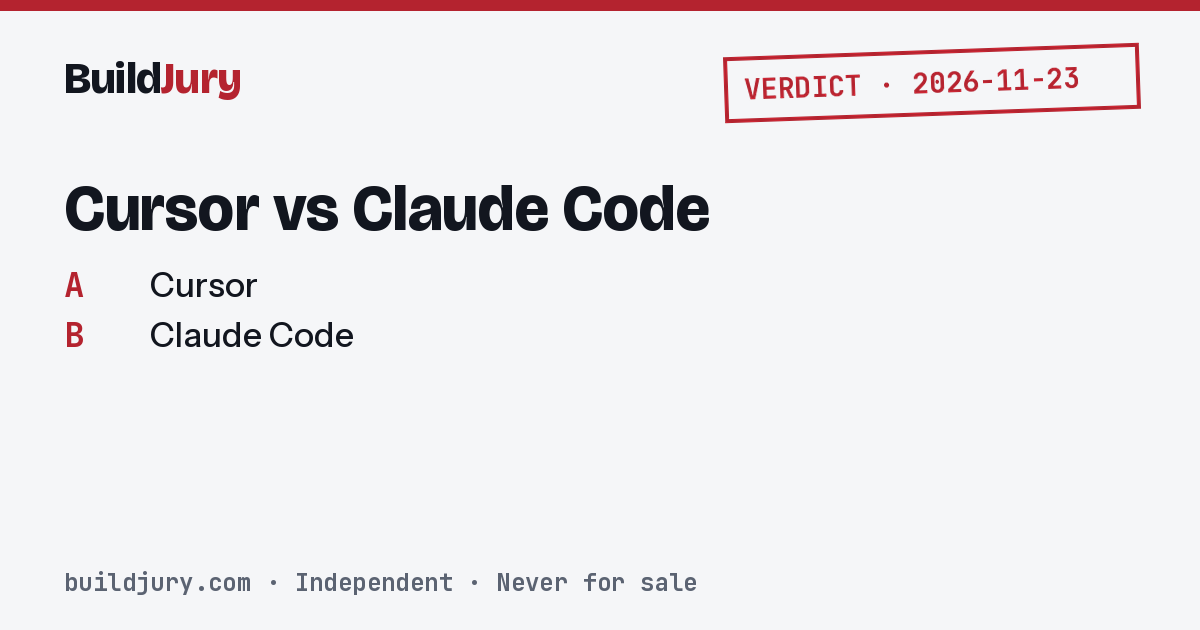 BuildJury
VERDICT · 2026-11-23
Cursor vs Claude Code
A Cursor
B Claude Code
buildjury.com · Independent · Never for sale